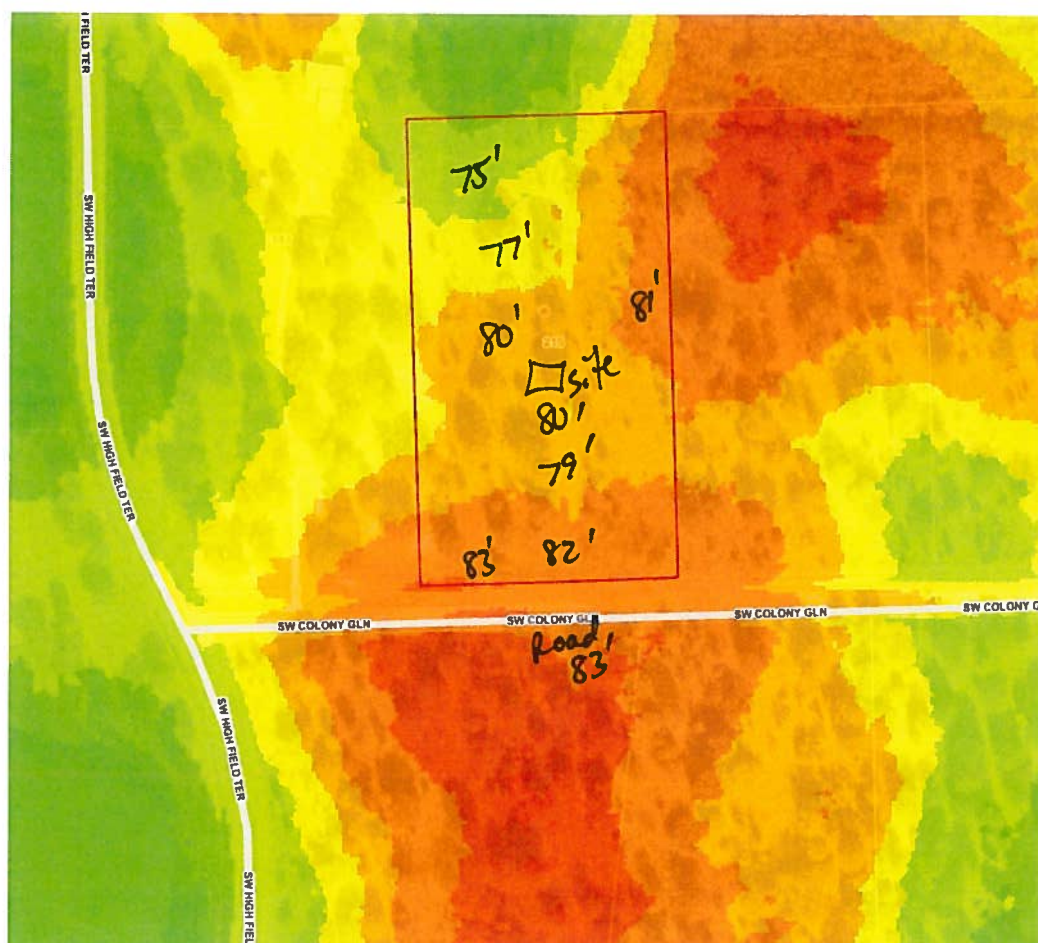 H FIELD TER
SW HIGH FIELD TER
SW HIGH FIELD TER
SW HIGH FIELD TER
SW HIGH FIEL
75'
77'
80'
81'
site
80'
79'
83'
82'
SW COLONY GLN
SW COLONY GLN
SW COLONY GLN
SW COLONY G
Road
83'